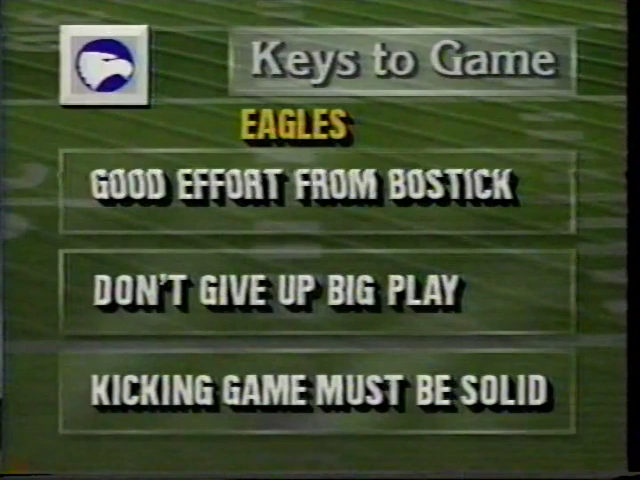 Keys to Game
EAGLES
GOOD EFFORT FROM BOSTICK
DON'T GIVE UP BIG PLAY
KICKING GAME MUST BE SOLID